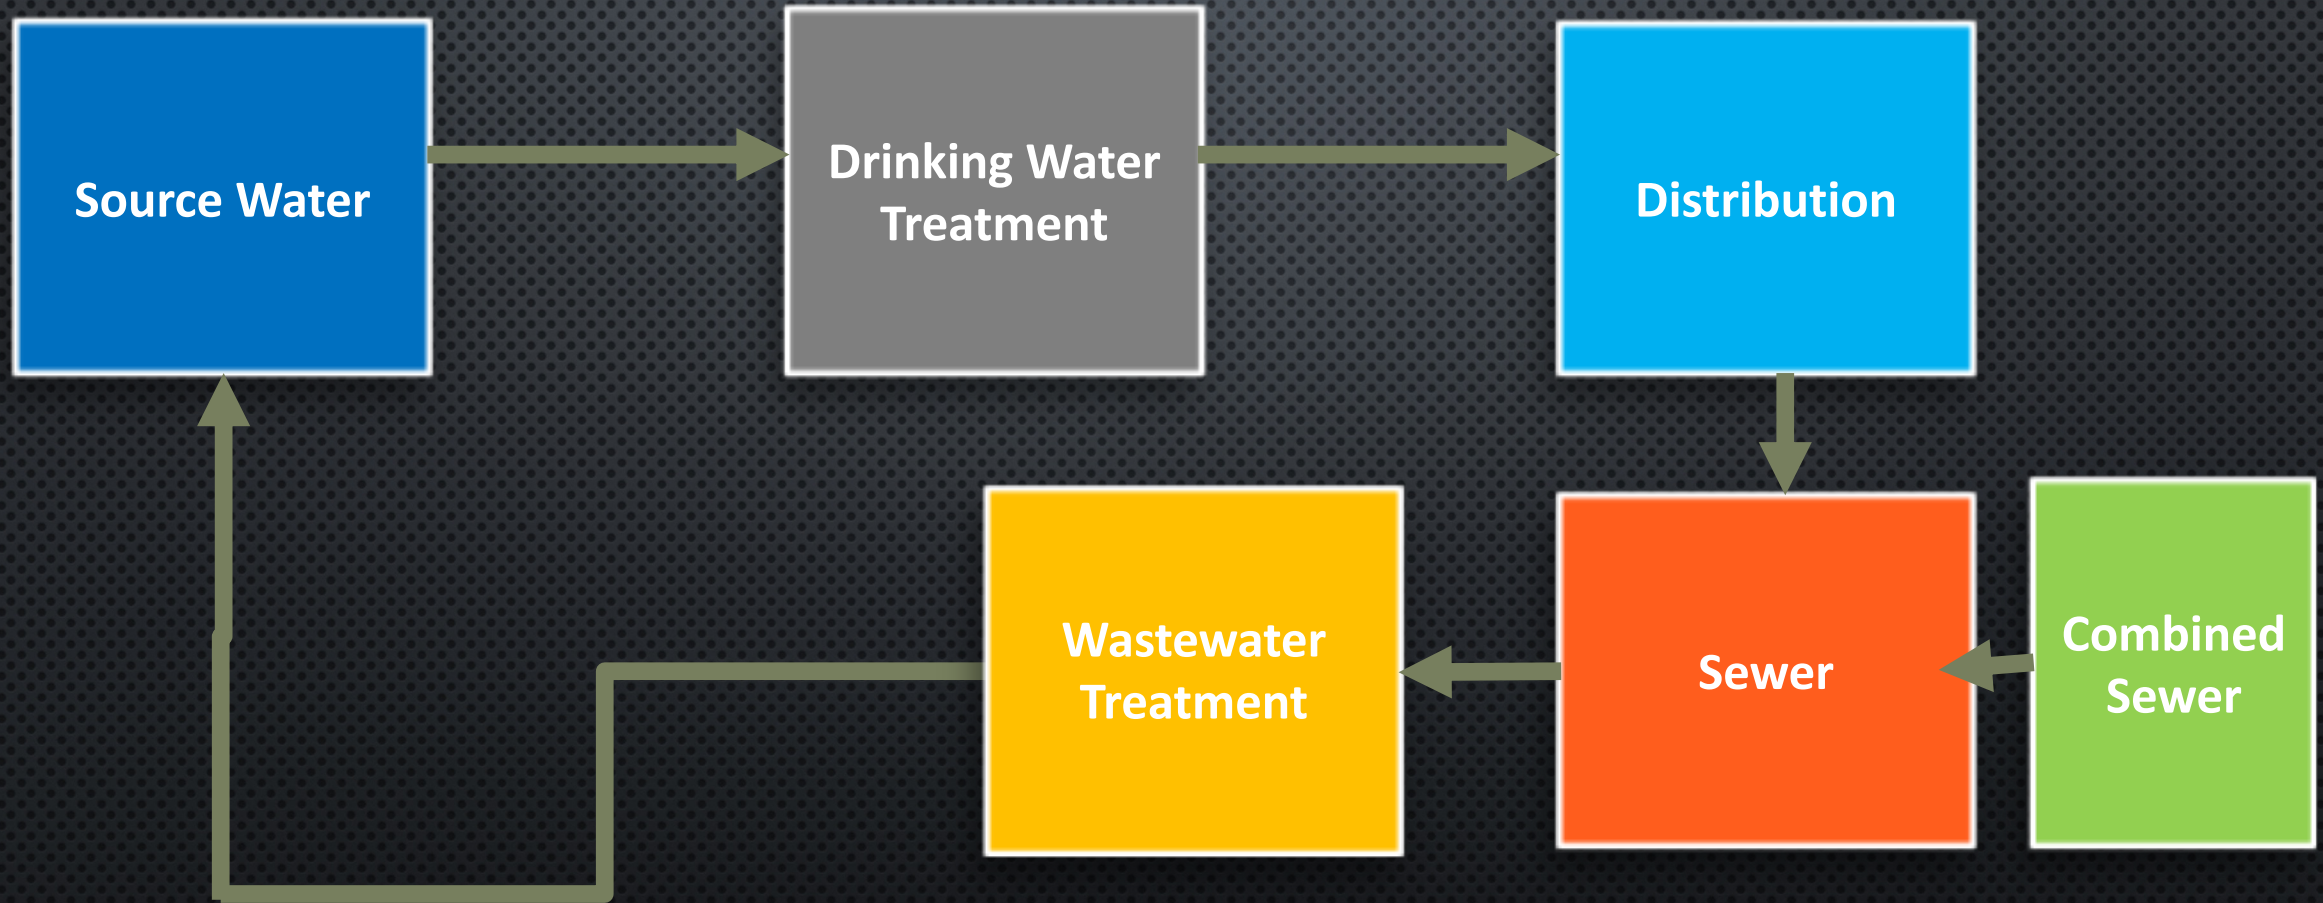 Source Water
Drinking Water
Treatment
Distribution
Wastewater
Treatment
Sewer
Combined
Sewer